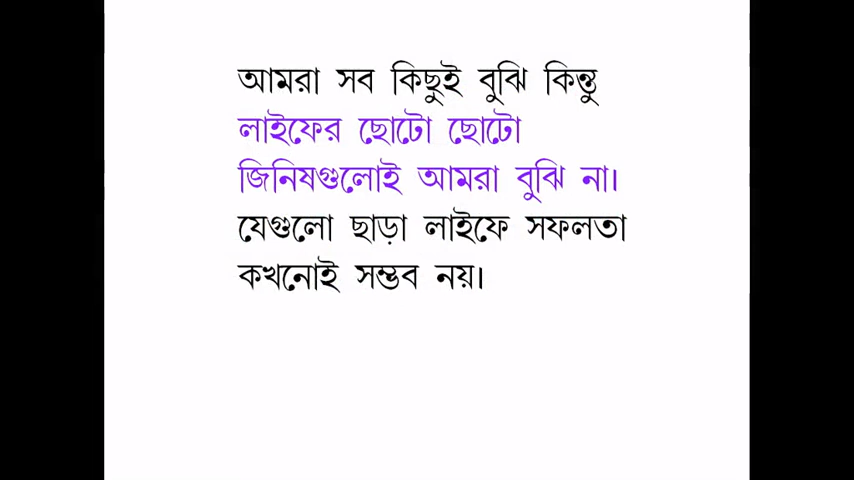 আমরা সব কিছুই বুঝি কিন্তু
লাইফের ছোটো ছোটো
জিনিষগুলোই আমরা বুঝি না।
যেগুলো ছাড়া লাইফে সফলতা
কখনোই সম্ভব নয়।